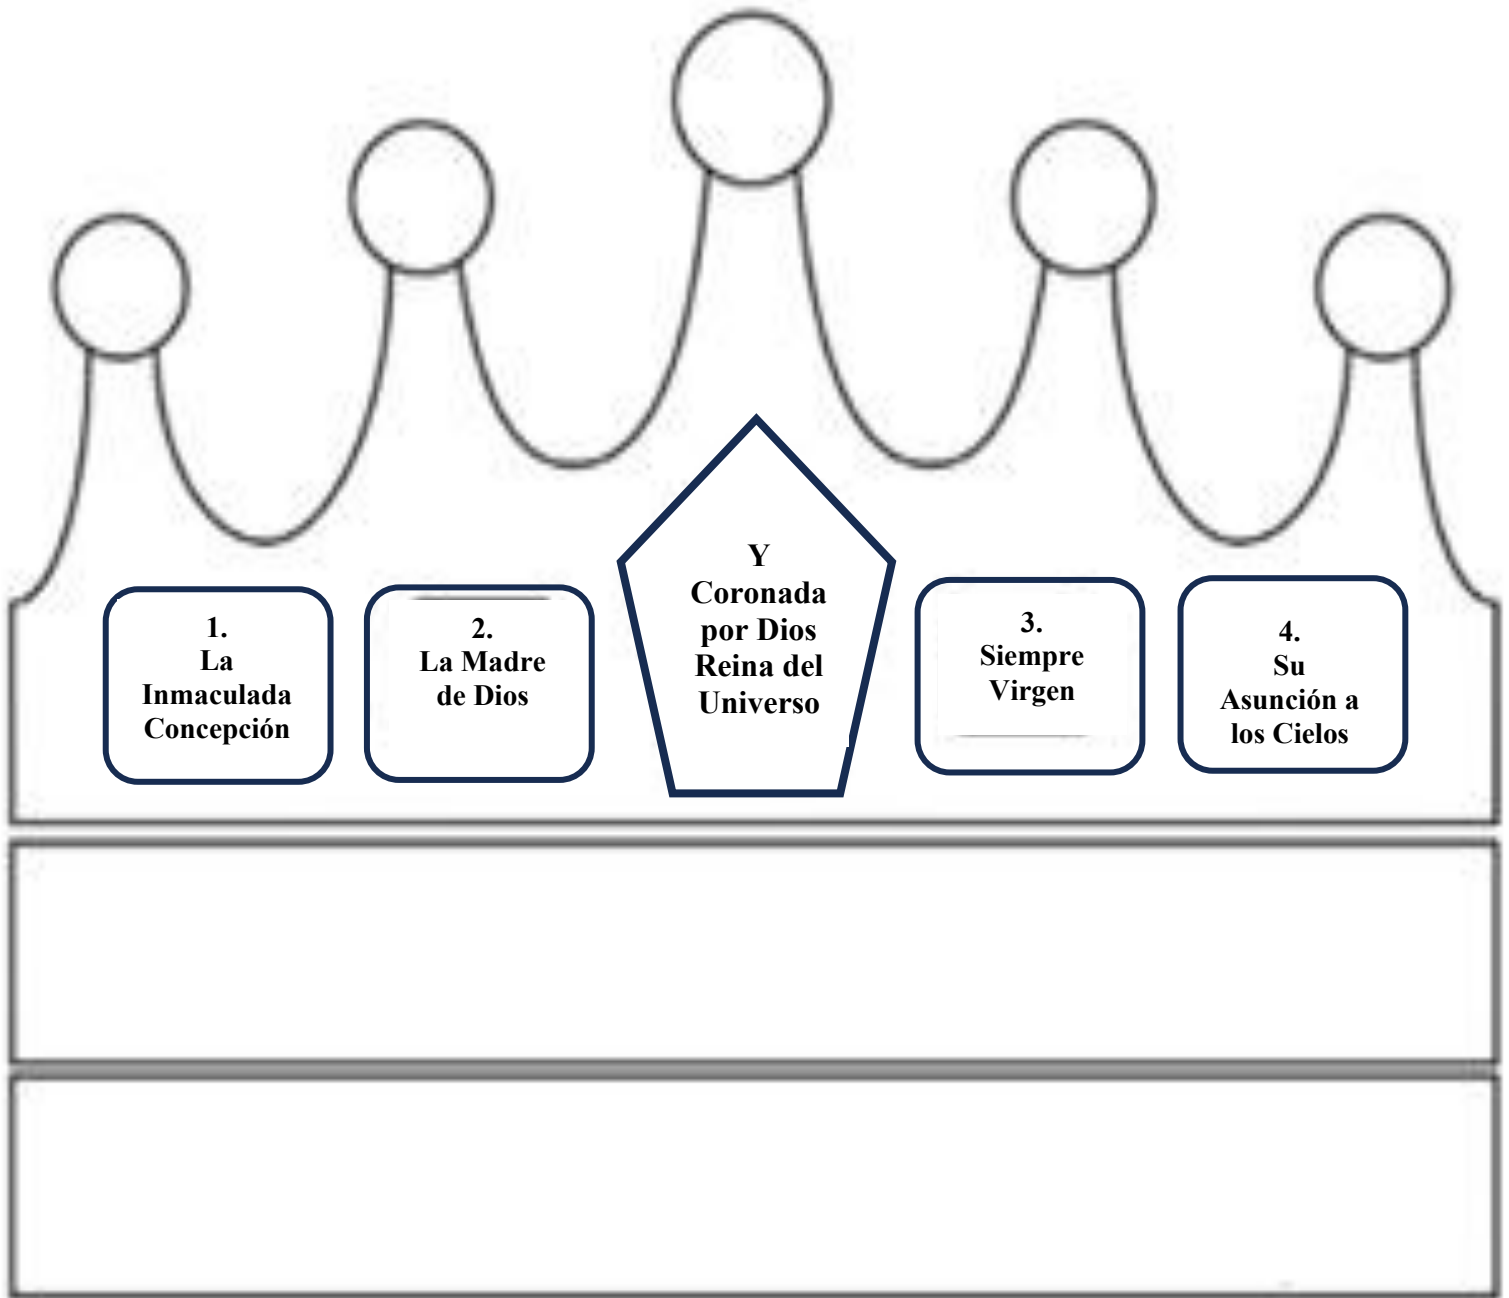 1.
La
Inmaculada
Concepción
2.
La Madre
de Dios
Y
Coronada
por Dios
Reina del
Universo
3.
Siempre
Virgen
4.
Su
Asunción a
los Cielos